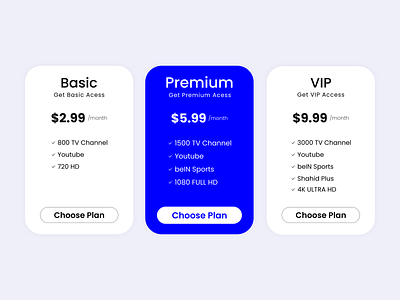 Basic
Get Basic Acess
$2.99 /month
✓ 800 TV Channel
✓ Youtube
✓ 720 HD
Choose Plan
Premium
Get Premium Acess
$5.99 /month
✓ 1500 TV Channel
✓ Youtube
✓ beIN Sports
✓ 1080 FULL HD
Choose Plan
VIP
Get VIP Access
$9.99 /month
✓ 3000 TV Channel
✓ Youtube
✓ beIN Sports
✓ Shahid Plus
✓ 4K ULTRA HD
Choose Plan